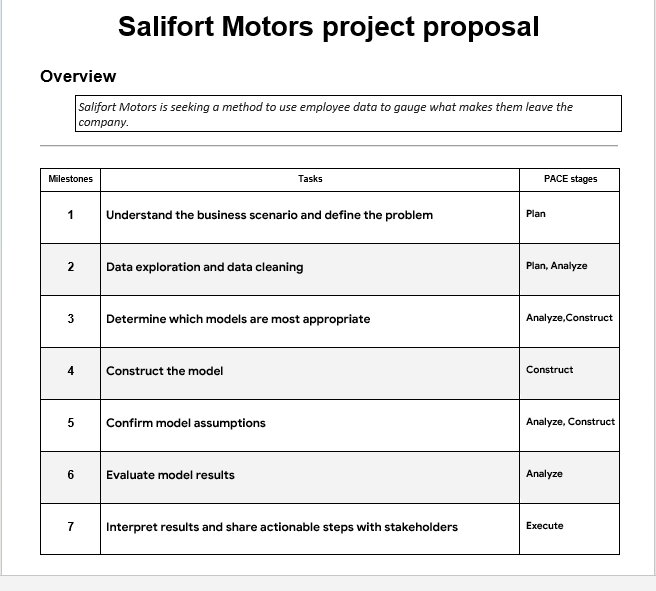 Salifort Motors project proposal
Overview
Salifort Motors is seeking a method to use employee data to gauge what makes them leave the
company.
Milestones Tasks PACE stages
1 Understand the business scenario and define the problem Plan
2 Data exploration and data cleaning Plan, Analyze
3 Determine which models are most appropriate Analyze,Construct
4 Construct the model Construct
5 Confirm model assumptions Analyze, Construct
6 Evaluate model results Analyze
7 Interpret results and share actionable steps with stakeholders Execute